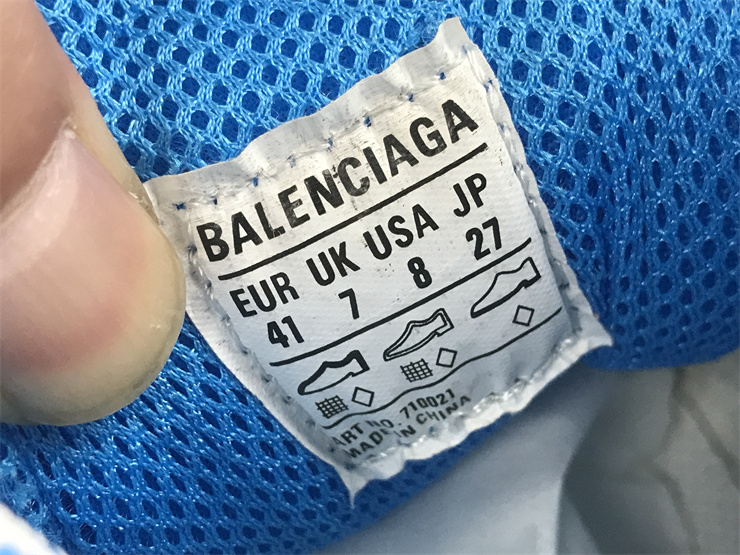 BALENCIAGA
EUR UK USA JP
41 7 8 27
ART NO. 710021
MADE IN CHINA